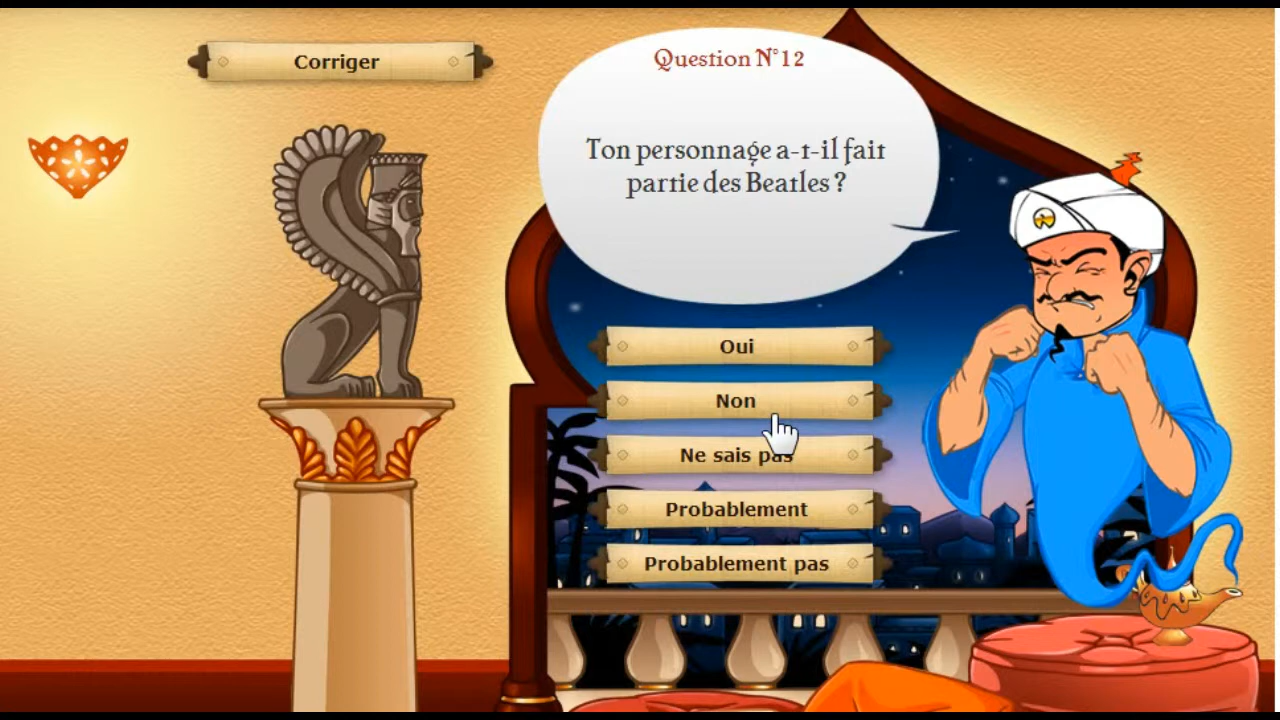 Corriger
Question N°12
Ton personnage a-t-il fait
partie des Beatles ?
Oui
Non
Ne sais pas
Probablement
Probablement pas